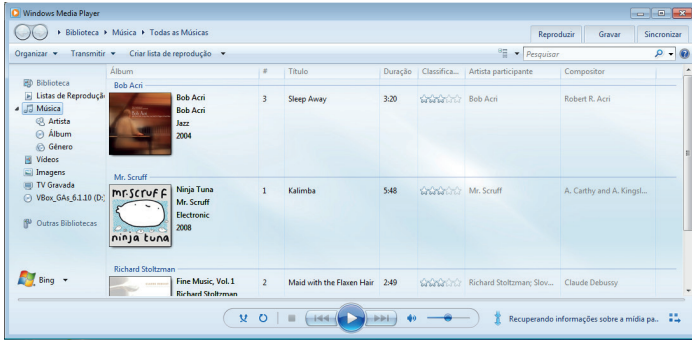 Windows Media Player
Biblioteca Música Todas as Músicas
Reproduzir Gravar Sincronizar
Organizar Transmitir Criar lista de reprodução Pesquisar
Álbum # Título Duração Classifica... Artista participante Compositor
Biblioteca
Listas de Reproduçã
Música
Artista
Álbum
Gênero
Vídeos
Imagens
TV Gravada
VBox_GAs_6.1.10 (D:)
Outras Bibliotecas
Bing
Bob Acri
Bob Acri 3 Sleep Away 3:20 Bob Acri Robert R. Acri
Bob Acri
Jazz
2004
Mr. Scruff
mr.scruff
ninja tuna
Ninja Tuna 1 Kalimba 5:48 Mr. Scruff A. Carthy and A. Kingsl...
Mr. Scruff
Electronic
2008
Richard Stoltzman
Fine Music, Vol. 1 2 Maid with the Flaxen Hair 2:49 Richard Stoltzman; Slov... Claude Debussy
Richard Stoltzman
Recuperando informações sobre a mídia pa..